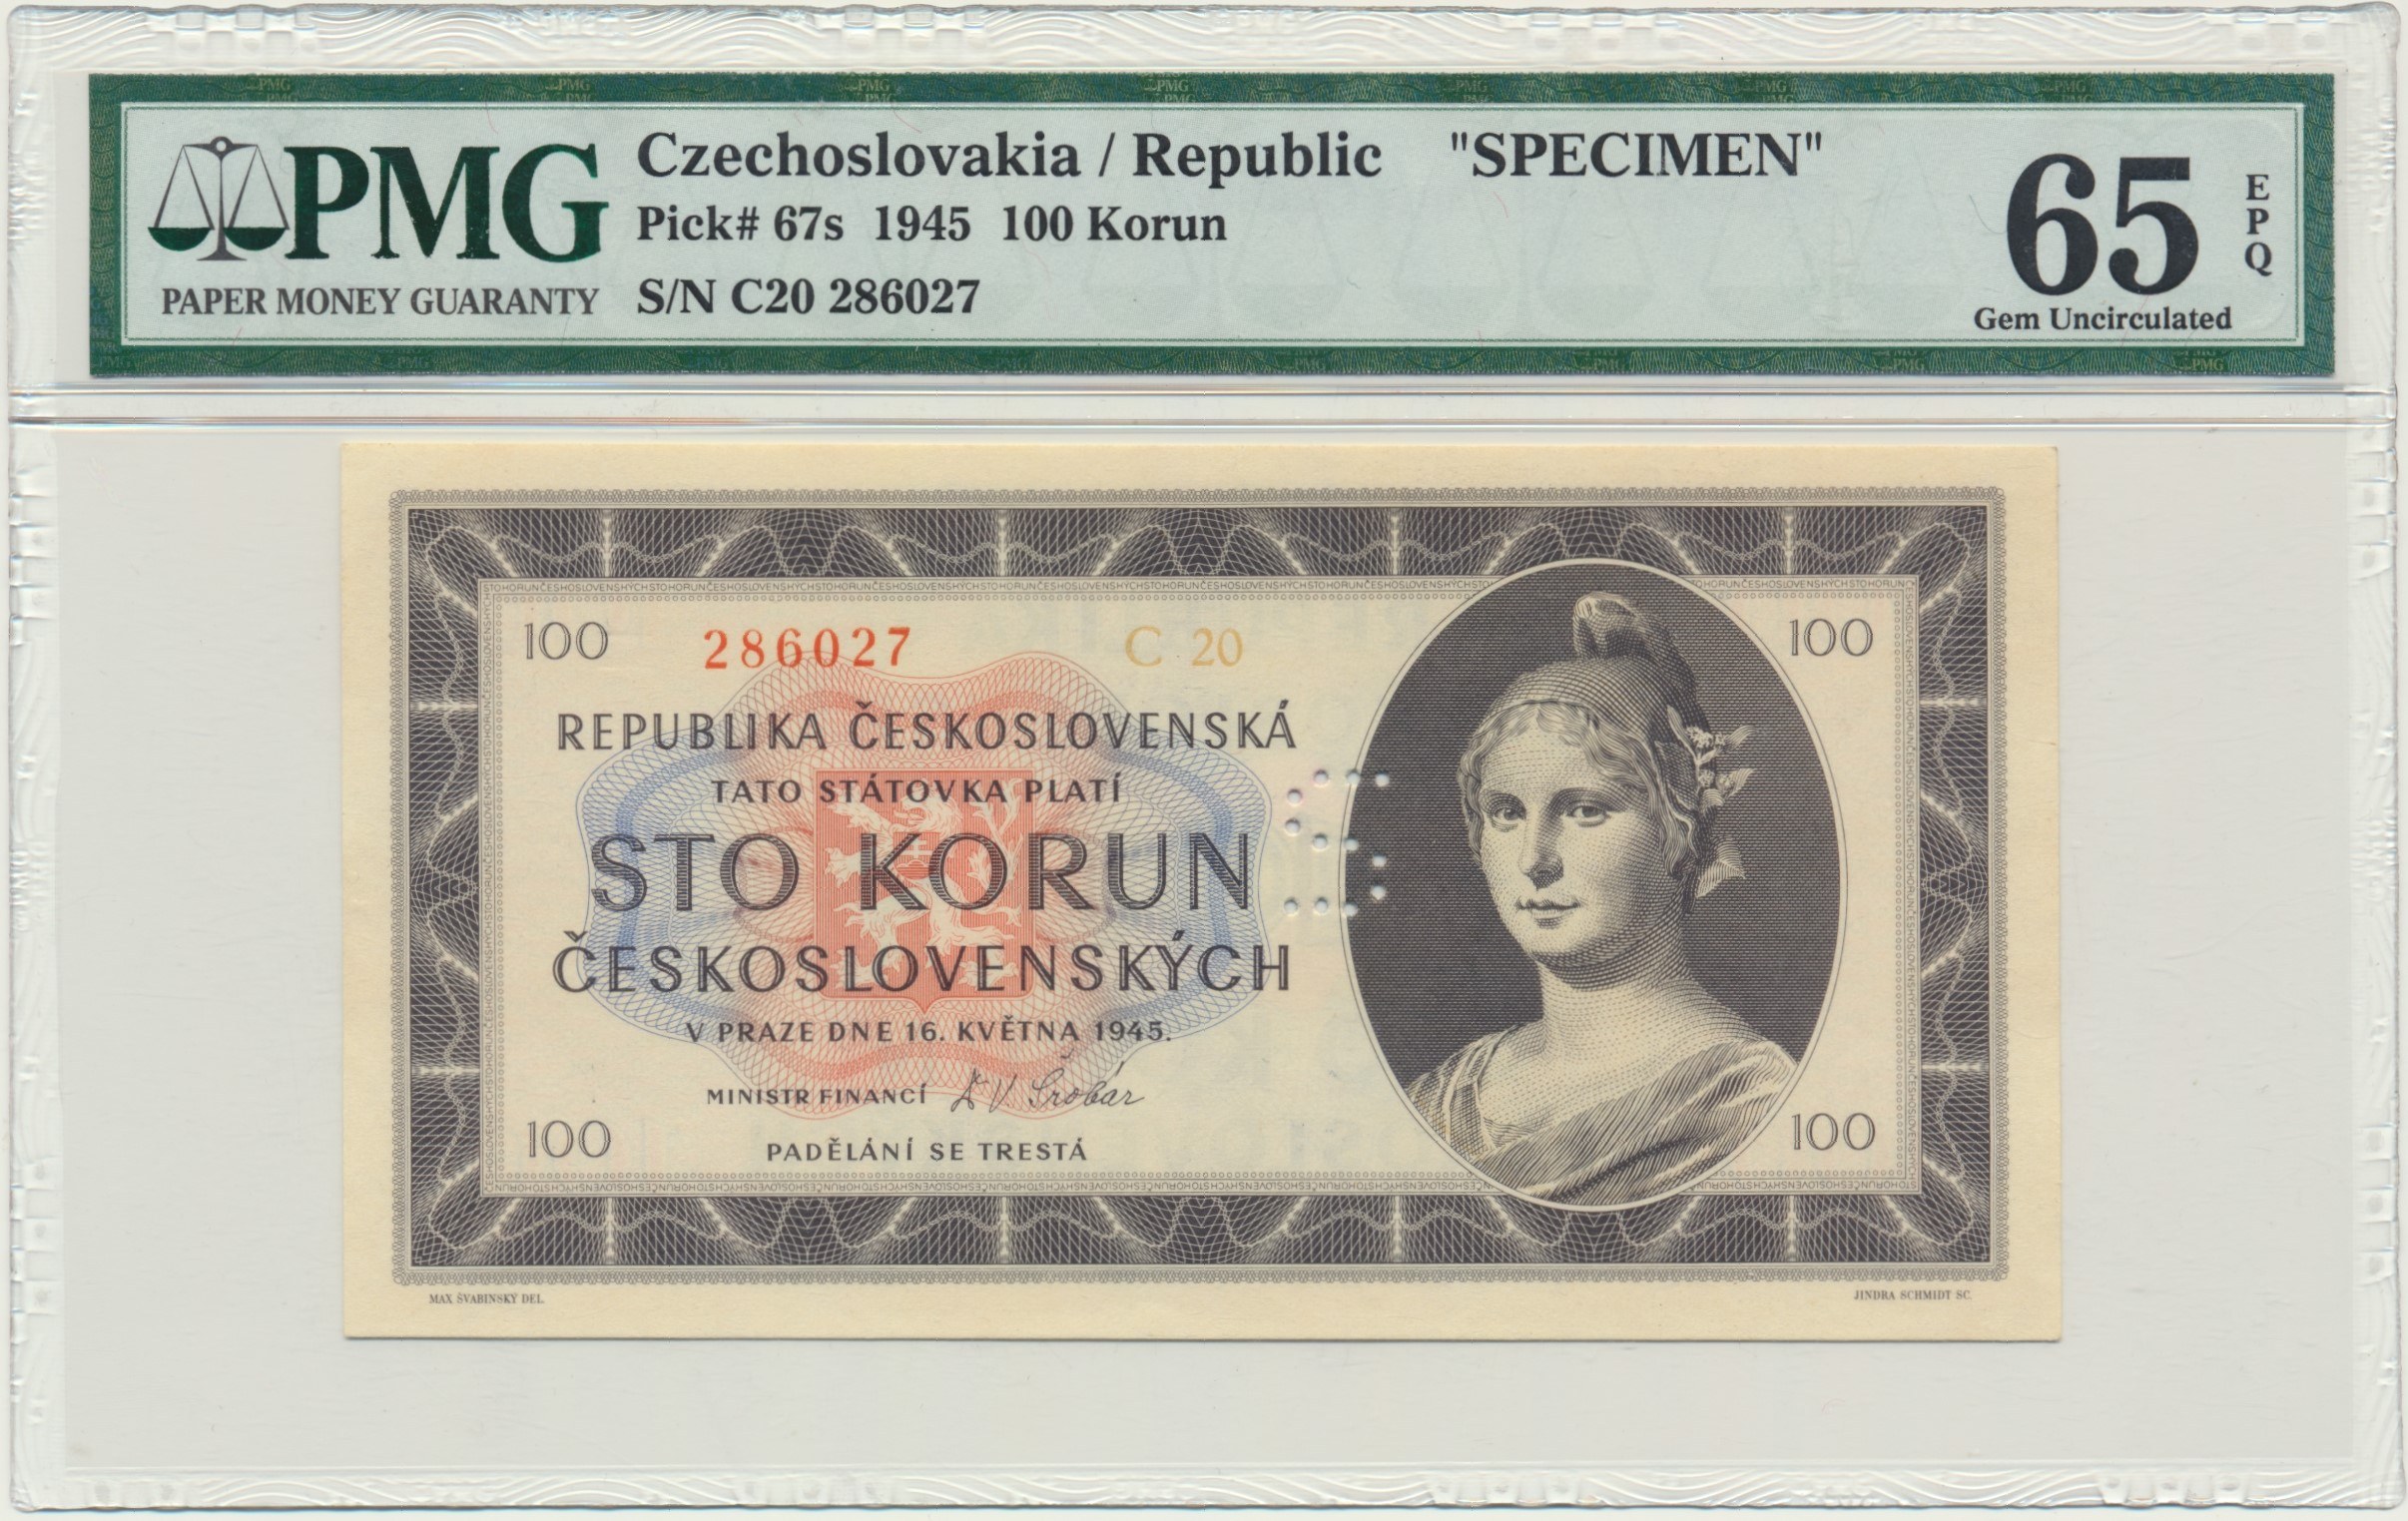 PMG
PAPER MONEY GUARANTY
Czechoslovakia / Republic "SPECIMEN"
Pick# 67s 1945 100 Korun
S/N C20 286027
65
EPQ
Gem Uncirculated
100 286027 C 20 100
REPUBLIKA ČESKOSLOVENSKÁ
TATO STÁTOVKA PLATÍ
STO KORUN
ČESKOSLOVENSKÝCH
V PRAZE DNE 16. KVĚTNA 1945.
MINISTR FINANCÍ Dr V. Šrobár
100 PADĚLÁNÍ SE TRESTÁ 100
MAX ŠVABINSKÝ DEL.
JINDRA SCHMIDT SC.